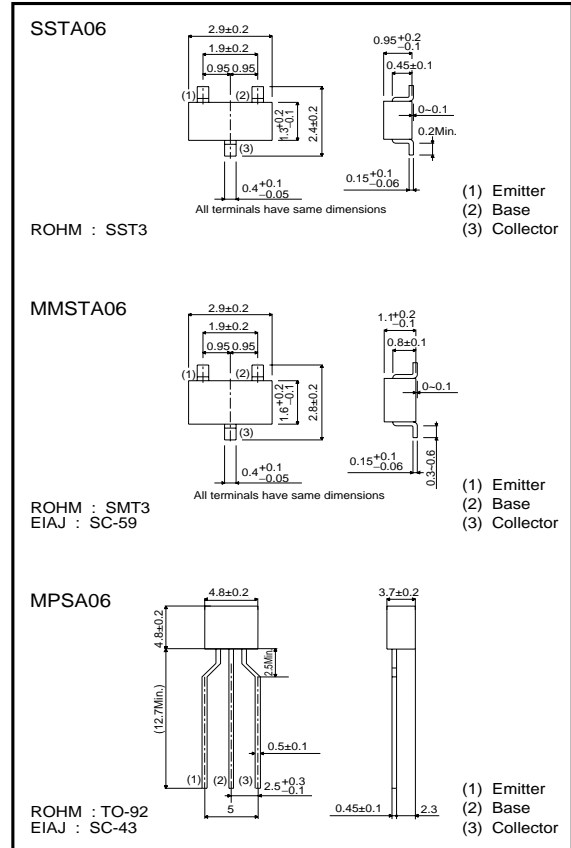 SSTA06
2.9±0.2
1.9±0.2
0.95 0.95
(1) (2)
(3)
1.3+0.2 −0.1
2.4±0.2
0.4+0.1 −0.05
All terminals have same dimensions
0.95+0.2 −0.1
0.45±0.1
0~0.1
0.2Min.
0.15+0.1 −0.06
ROHM : SST3
(1) Emitter
(2) Base
(3) Collector
MMSTA06
2.9±0.2
1.9±0.2
0.95 0.95
(1) (2)
(3)
1.6+0.2 −0.1
2.8±0.2
0.4+0.1 −0.05
All terminals have same dimensions
1.1+0.2 −0.1
0.8±0.1
0~0.1
0.15+0.1 −0.06
0.3~0.6
ROHM : SMT3
EIAJ : SC-59
(1) Emitter
(2) Base
(3) Collector
MPSA06
4.8±0.2
4.8±0.2
(12.7Min.)
2.5Min.
0.5±0.1
(1) (2) (3)
2.5+0.3 −0.1
5
3.7±0.2
0.45±0.1
2.3
ROHM : TO-92
EIAJ : SC-43
(1) Emitter
(2) Base
(3) Collector